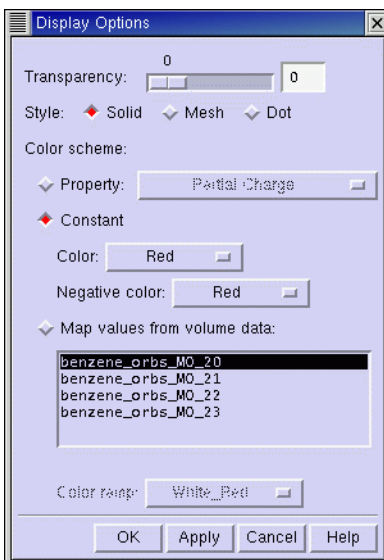 Display Options
0
Transparency: 0
Style: Solid Mesh Dot
Color scheme:
Property: Partial Charge
Constant
Color: Red
Negative color: Red
Map values from volume data:
benzene_orbs_MO_20
benzene_orbs_MO_21
benzene_orbs_MO_22
benzene_orbs_MO_23
Color ramp: White_Red
OK Apply Cancel Help